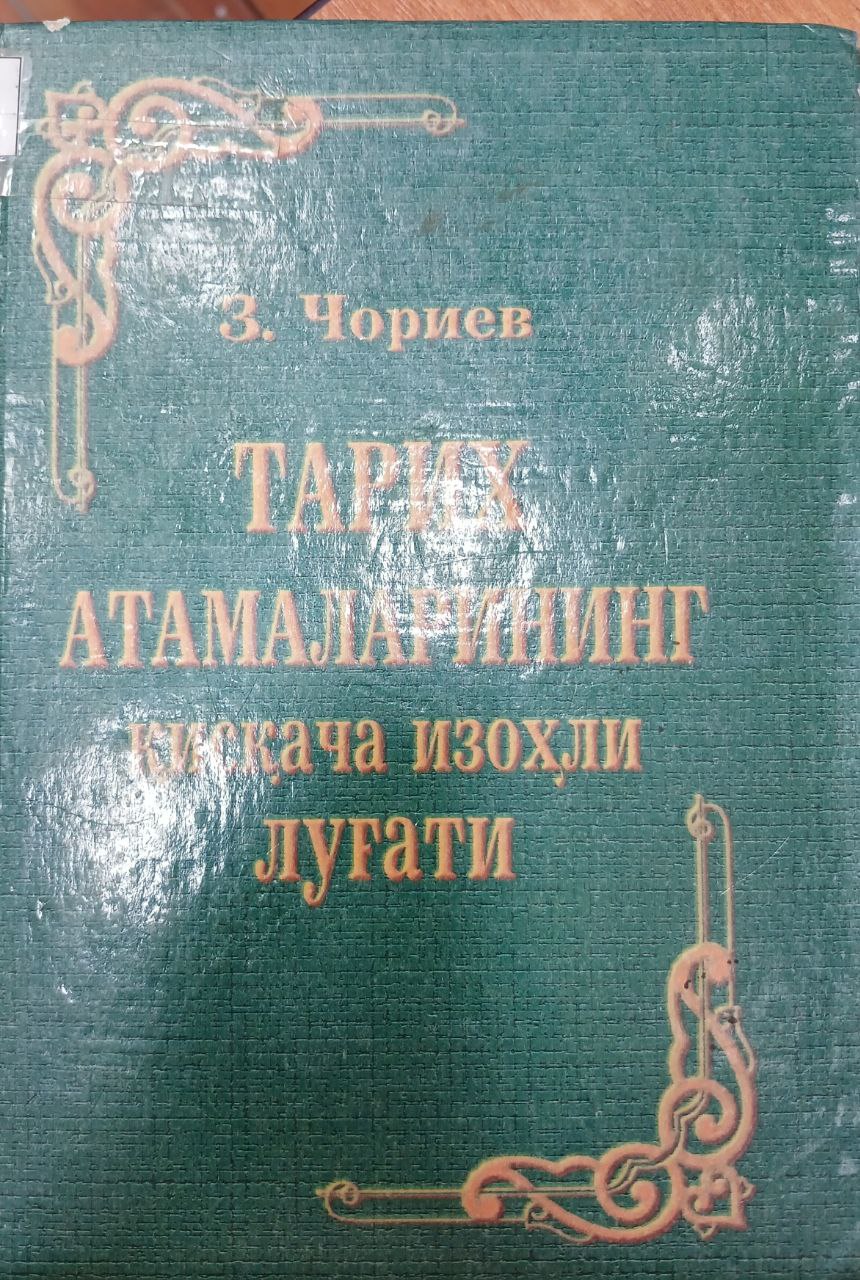 З. Чориев
ТАРИХ
АТАМАЛАРИНИНГ
қисқача изоҳли
луғати